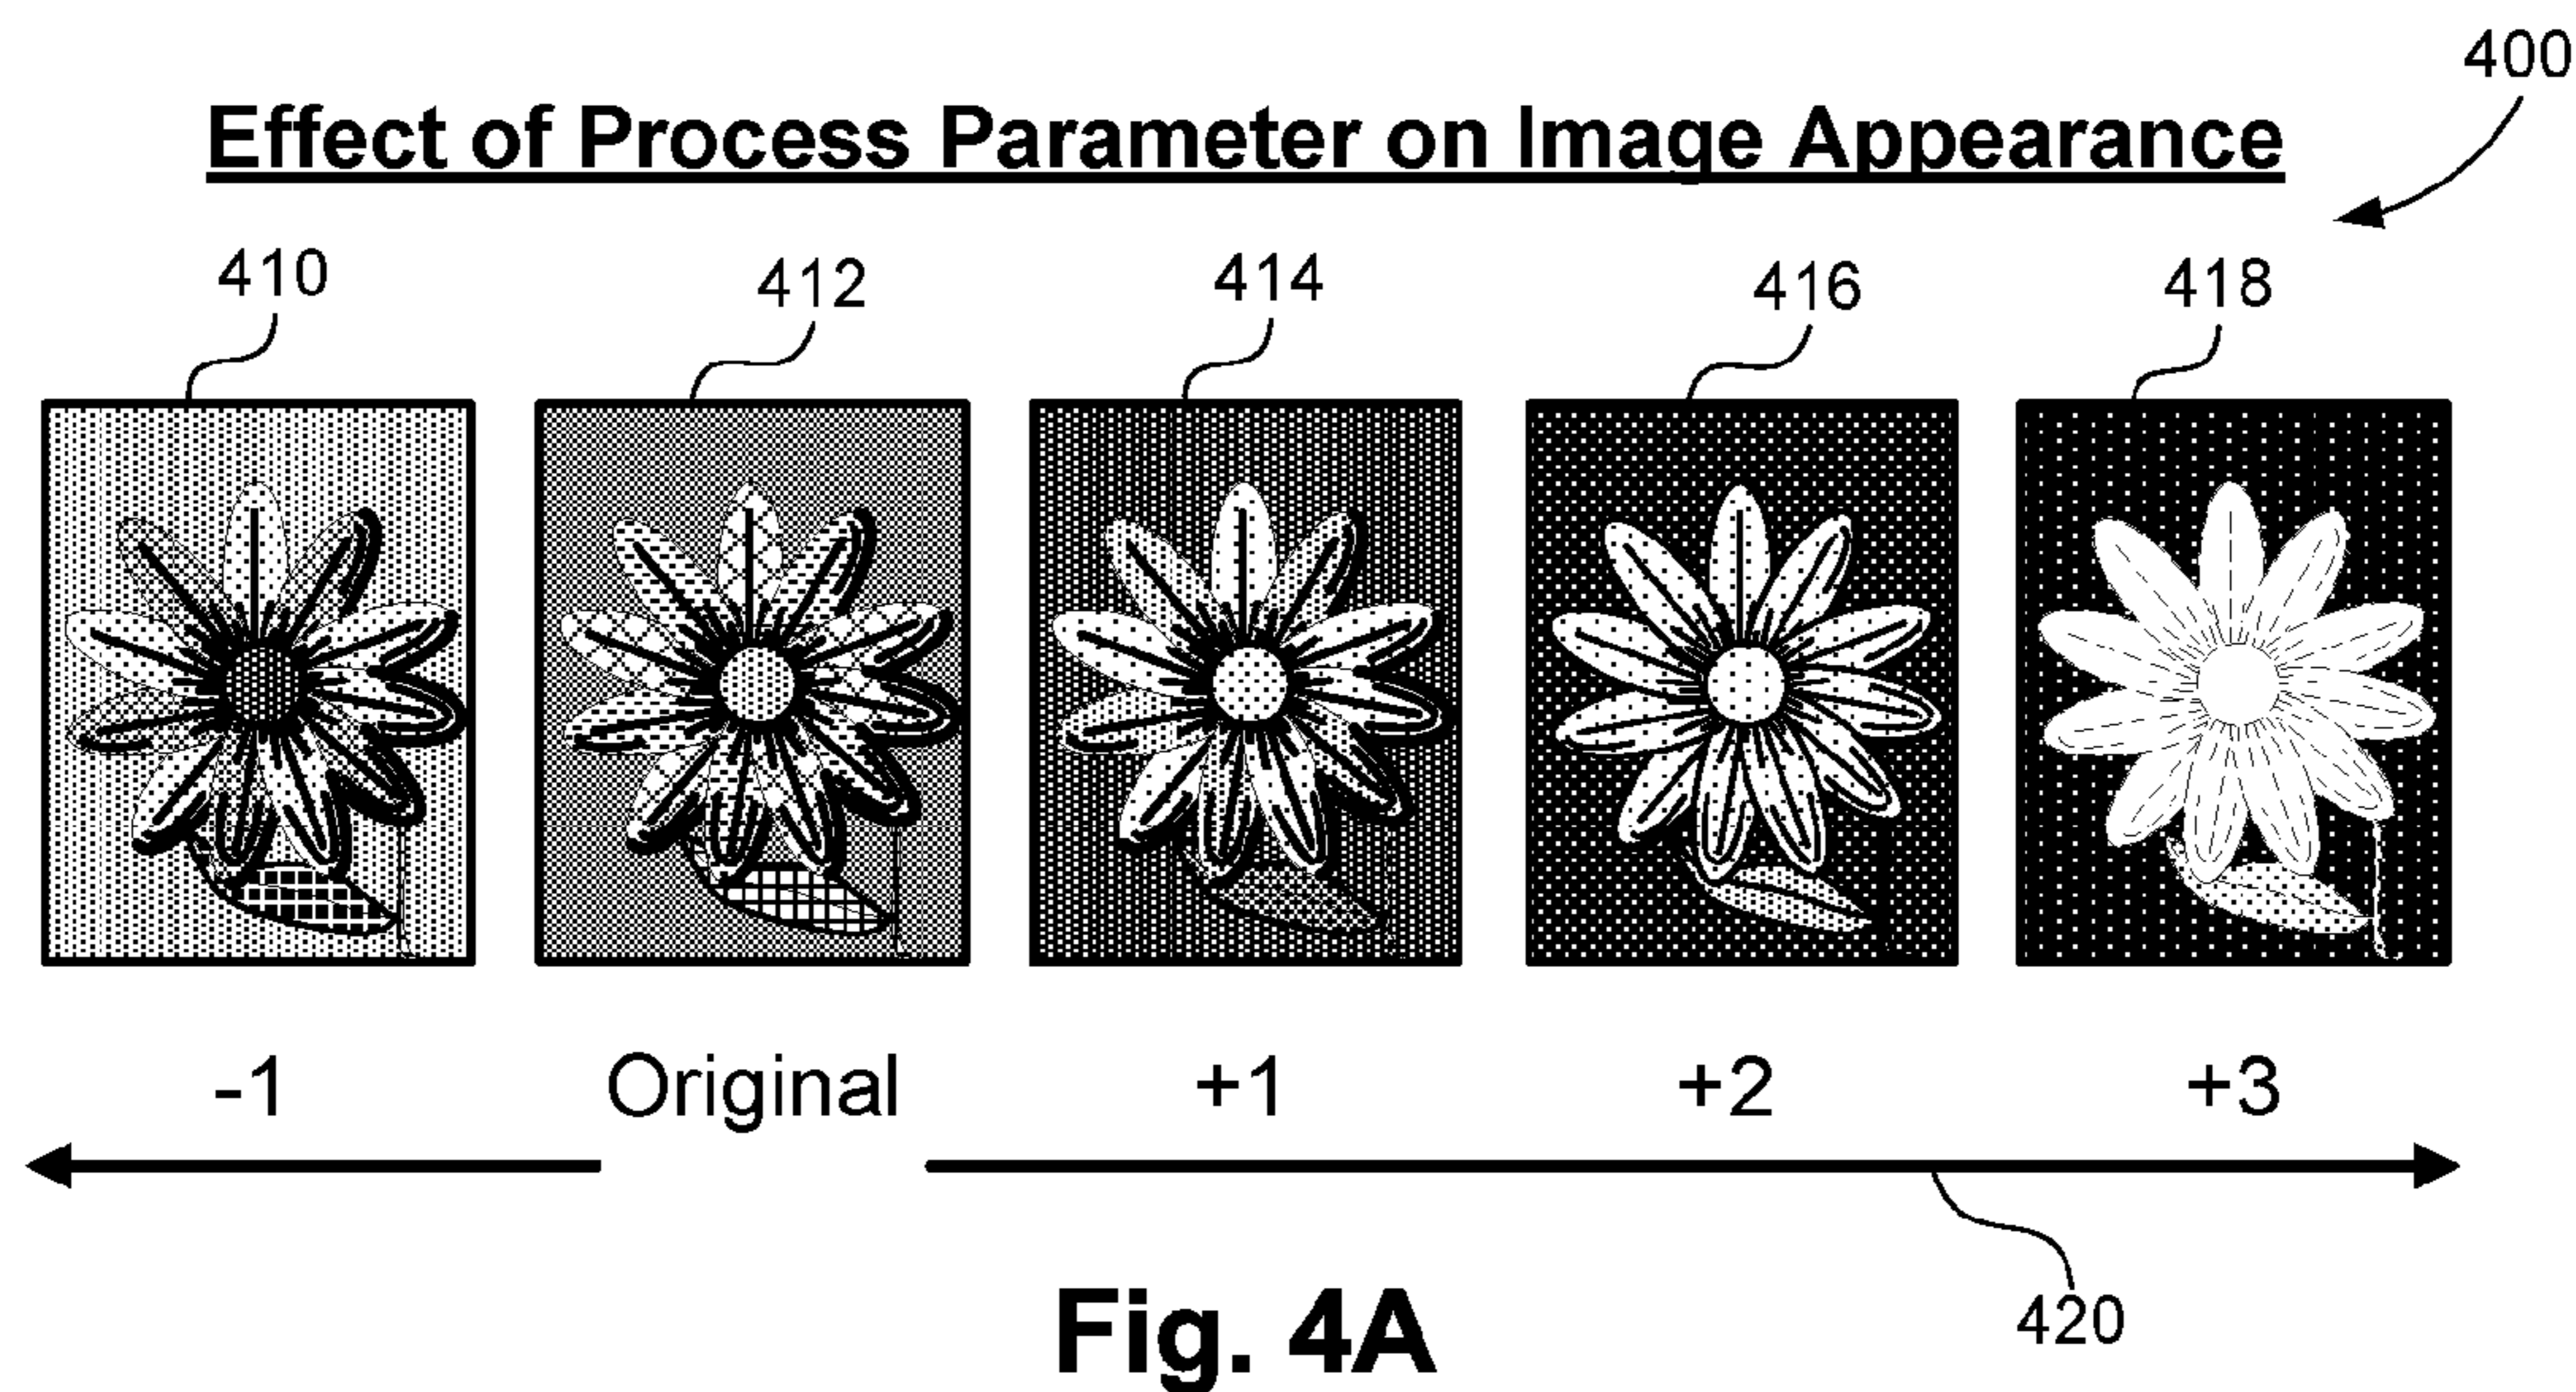 400
Effect of Process Parameter on Image Appearance
410 412 414 416 418
-1 Original +1 +2 +3
420
Fig. 4A